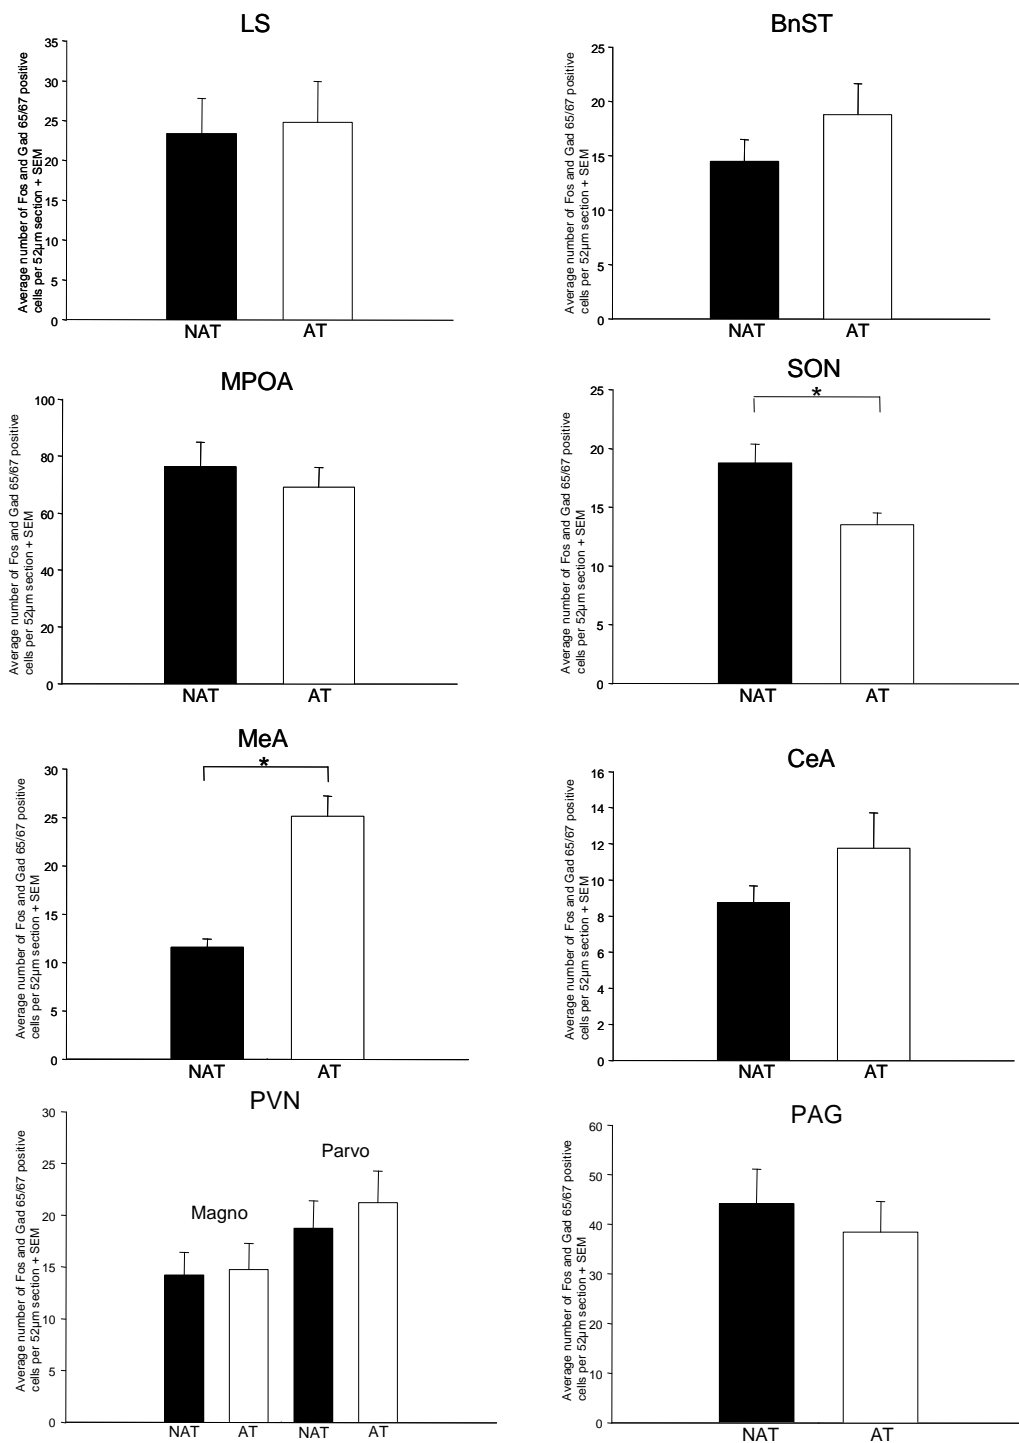 LS
Average number of Fos and Gad 65/67 positive
cells per 52µm section + SEM
35
30
25
20
15
10
5
0
NAT AT
BnST
Average number of Fos and Gad 65/67 positive
cells per 52µm section + SEM
25
20
15
10
5
0
NAT AT
MPOA
Average number of Fos and Gad 65/67 positive
cells per 52µm section + SEM
100
80
60
40
20
0
NAT AT
SON
Average number of Fos and Gad 65/67 positive
cells per 52µm section + SEM
25
20
15
10
5
0
*
NAT AT
MeA
Average number of Fos and Gad 65/67 positive
cells per 52µm section + SEM
30
25
20
15
10
5
0
*
NAT AT
CeA
Average number of Fos and Gad 65/67 positive
cells per 52µm section + SEM
16
14
12
10
8
6
4
2
0
NAT AT
PVN
Average number of Fos and Gad 65/67 positive
cells per 52µm section + SEM
30
25
20
15
10
5
0
Magno
Parvo
NAT AT NAT AT
PAG
Average number of Fos and Gad 65/67 positive
cells per 52µm section + SEM
60
50
40
30
20
10
0
NAT AT